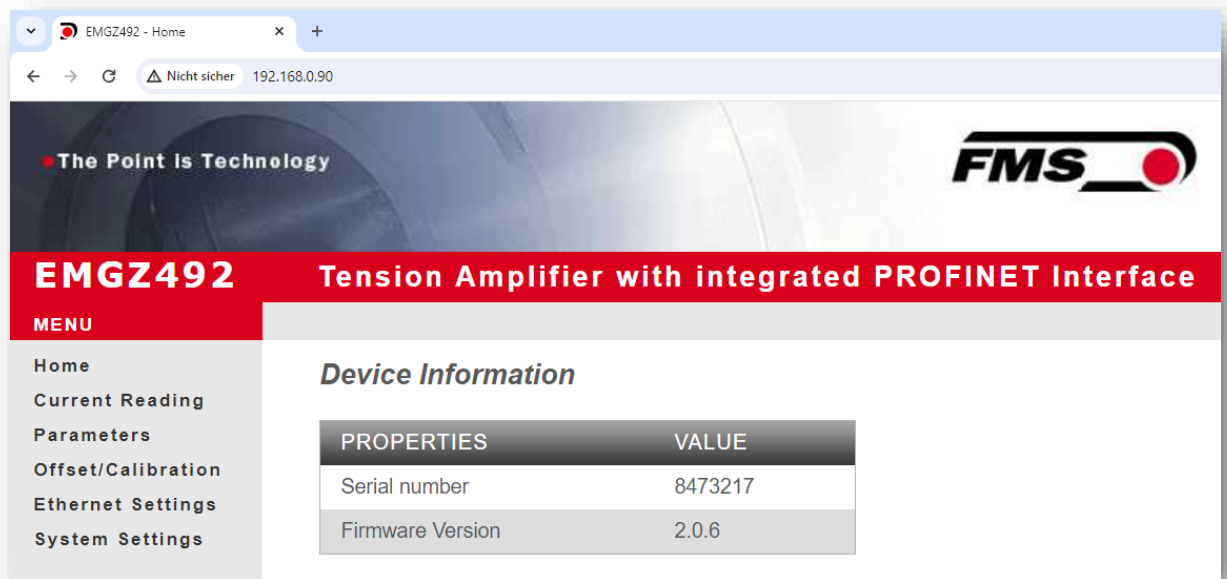 EMGZ492 - Home
Nicht sicher 192.168.0.90
The Point is Technology
FMS
EMGZ492 Tension Amplifier with integrated PROFINET Interface
MENU
Home
Current Reading
Parameters
Offset/Calibration
Ethernet Settings
System Settings
Device Information
PROPERTIES VALUE
Serial number 8473217
Firmware Version 2.0.6